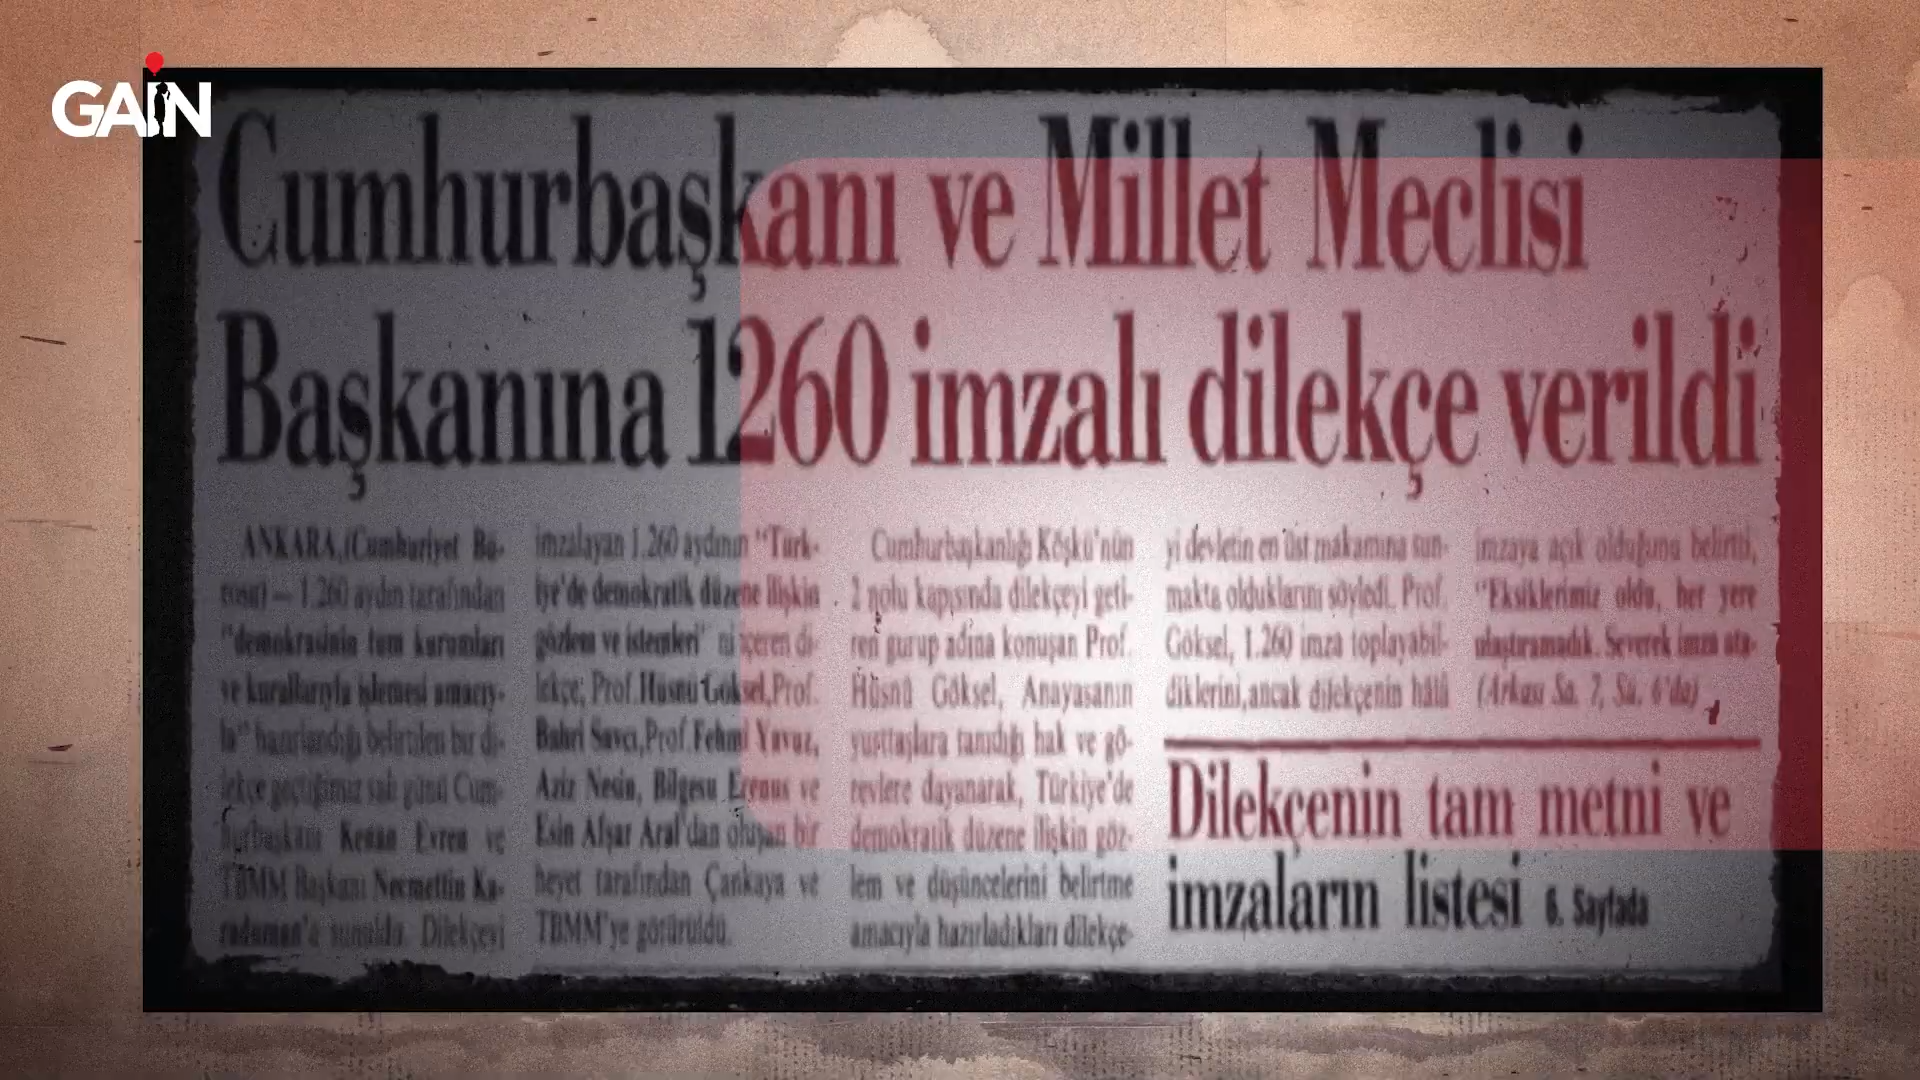 GAİN
Cumhurbaşkanı ve Millet Meclisi
Başkanına 1260 imzalı dilekçe verildi
ANKARA,(Cumhuriyet Bü-
rosu) — 1.260 aydın tarafından
"demokrasinin tüm kurumları
ve kurallarıyla işlemesi amacıy-
la" hazırlandığı belirtilen bir di-
lekçe geçtiğimiz salı günü Cum-
hurbaşkanı Kenan Evren ve
TBMM Başkanı Necmettin Ka-
raduman'a sunuldu. Dilekçeyi
imzalayan 1.260 aydının "Türk-
iye'de demokratik düzene ilişkin
gözlem ve istemleri" ni içeren di-
lekçe, Prof.Hüsnü Göksel,Prof.
Bahri Savcı,Prof.Fehmi Yavuz,
Aziz Nesin, Bilgesu Erenus ve
Esin Afşar Aral'dan oluşan bir
heyet tarafından Çankaya ve
TBMM'ye götürüldü.
Cumhurbaşkanlığı Köşkü'nün
2 nolu kapısında dilekçeyi geti-
ren gurup adına konuşan Prof.
Hüsnü Göksel, Anayasanın
yurttaşlara tanıdığı hak ve gö-
revlere dayanarak, Türkiye'de
demokratik düzene ilişkin göz-
lem ve düşüncelerini belirtme
amacıyla hazırladıkları dilekçe-
yi devletin en üst makamına sun-
makta olduklarını söyledi. Prof.
Göksel, 1.260 imza toplayabil-
diklerini,ancak dilekçenin hâlâ
imzaya açık olduğunu belirtti,
"Eksiklerimiz oldu, her yere
ulaştıramadık. Severek imza ata-
(Arkası Sa. 7, Sü. 6'da)
Dilekçenin tam metni ve
imzaların listesi 6. Sayfada